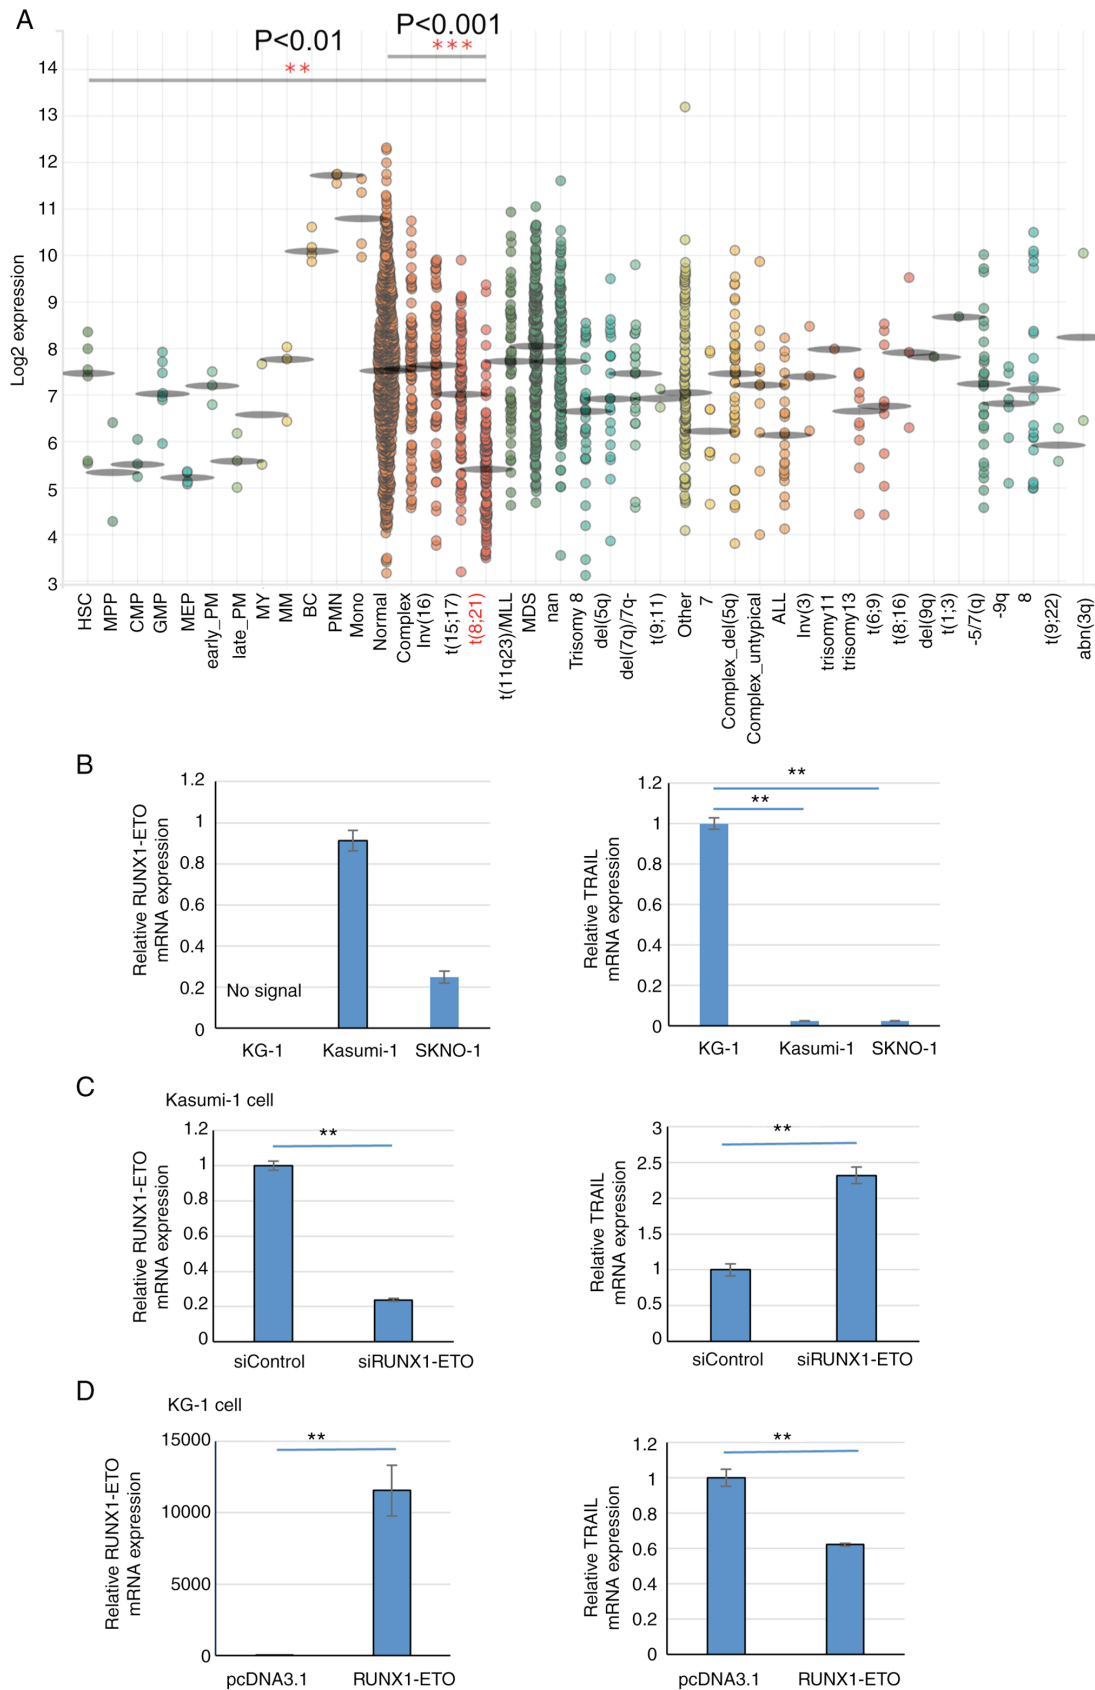 A
P<0.01
**
P<0.001
***
Log2 expression
14
13
12
11
10
9
8
7
6
5
4
3
HSC
MPP
CMP
GMP
MEP
early_PM
late_PM
MY
MM
BC
PMN
Mono
Normal
Complex
Inv(16)
t(15;17)
t(8;21)
t(11q23)/MLL
MDS
nan
Trisomy 8
del(5q)
del(7q)/7q-
t(9;11)
Other
7
Complex_del(5q)
Complex_untypical
ALL
Inv(3)
trisomy11
trisomy13
t(6;9)
t(8;16)
del(9q)
t(1;3)
-5/7(q)
-9q
8
t(9;22)
abn(3q)
B
Relative RUNX1-ETO
mRNA expression
1.2
1
0.8
0.6
0.4
0.2
0
No signal
KG-1
Kasumi-1
SKNO-1
Relative TRAIL
mRNA expression
1.2
1
0.8
0.6
0.4
0.2
0
**
**
KG-1
Kasumi-1
SKNO-1
C
Kasumi-1 cell
Relative RUNX1-ETO
mRNA expression
1.2
1
0.8
0.6
0.4
0.2
0
**
siControl
siRUNX1-ETO
Relative TRAIL
mRNA expression
3
2.5
2
1.5
1
0.5
0
**
siControl
siRUNX1-ETO
D
KG-1 cell
Relative RUNX1-ETO
mRNA expression
15000
10000
5000
0
**
pcDNA3.1
RUNX1-ETO
Relative TRAIL
mRNA expression
1.2
1
0.8
0.6
0.4
0.2
0
**
pcDNA3.1
RUNX1-ETO